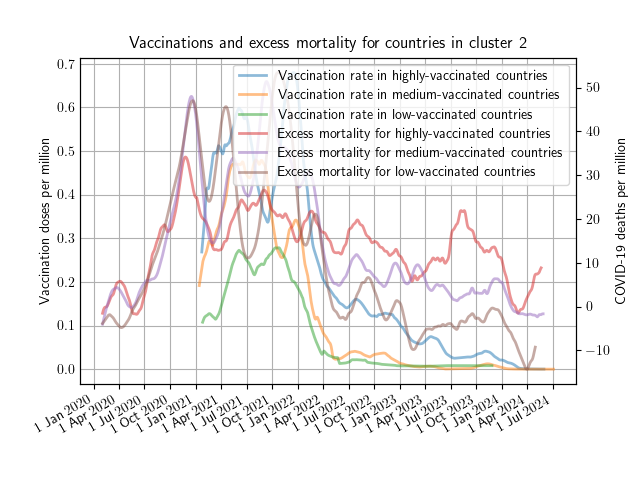 Vaccinations and excess mortality for countries in cluster 2
Vaccination rate in highly-vaccinated countries
Vaccination rate in medium-vaccinated countries
Vaccination rate in low-vaccinated countries
Excess mortality for highly-vaccinated countries
Excess mortality for medium-vaccinated countries
Excess mortality for low-vaccinated countries
Vaccination doses per million
0.7
0.6
0.5
0.4
0.3
0.2
0.1
0.0
COVID-19 deaths per million
50
40
30
20
10
0
−10
1 Jan 2020
1 Apr 2020
1 Jul 2020
1 Oct 2020
1 Jan 2021
1 Apr 2021
1 Jul 2021
1 Oct 2021
1 Jan 2022
1 Apr 2022
1 Jul 2022
1 Oct 2022
1 Jan 2023
1 Apr 2023
1 Jul 2023
1 Oct 2023
1 Jan 2024
1 Apr 2024
1 Jul 2024